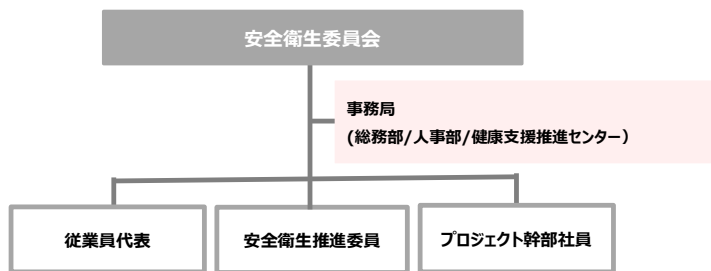 安全衛生委員会
事務局
(総務部/人事部/健康支援推進センター）
従業員代表
安全衛生推進委員
プロジェクト幹部社員